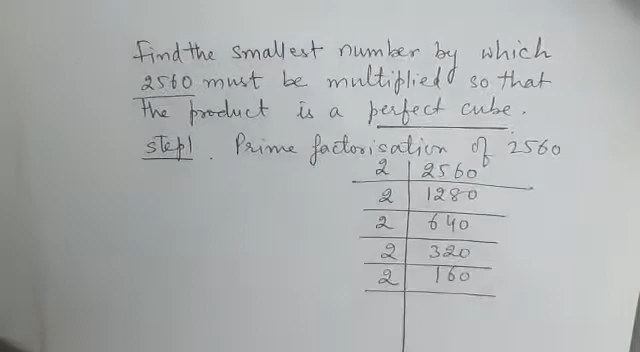 Find the smallest number by which
2560 must be multiplied so that
the product is a perfect cube.
step1. Prime factorisation of 2560
2 | 2560
2 | 1280
2 | 640
2 | 320
2 | 160